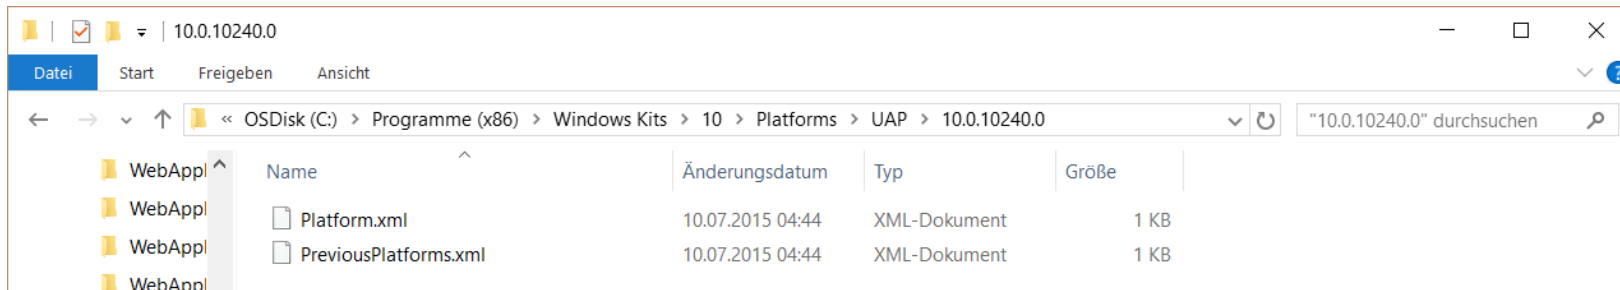 10.0.10240.0
Datei Start Freigeben Ansicht
« OSDisk (C:) > Programme (x86) > Windows Kits > 10 > Platforms > UAP > 10.0.10240.0 "10.0.10240.0" durchsuchen
WebAppl Name Änderungsdatum Typ Größe
WebAppl Platform.xml 10.07.2015 04:44 XML-Dokument 1 KB
WebAppl PreviousPlatforms.xml 10.07.2015 04:44 XML-Dokument 1 KB
WebAppl